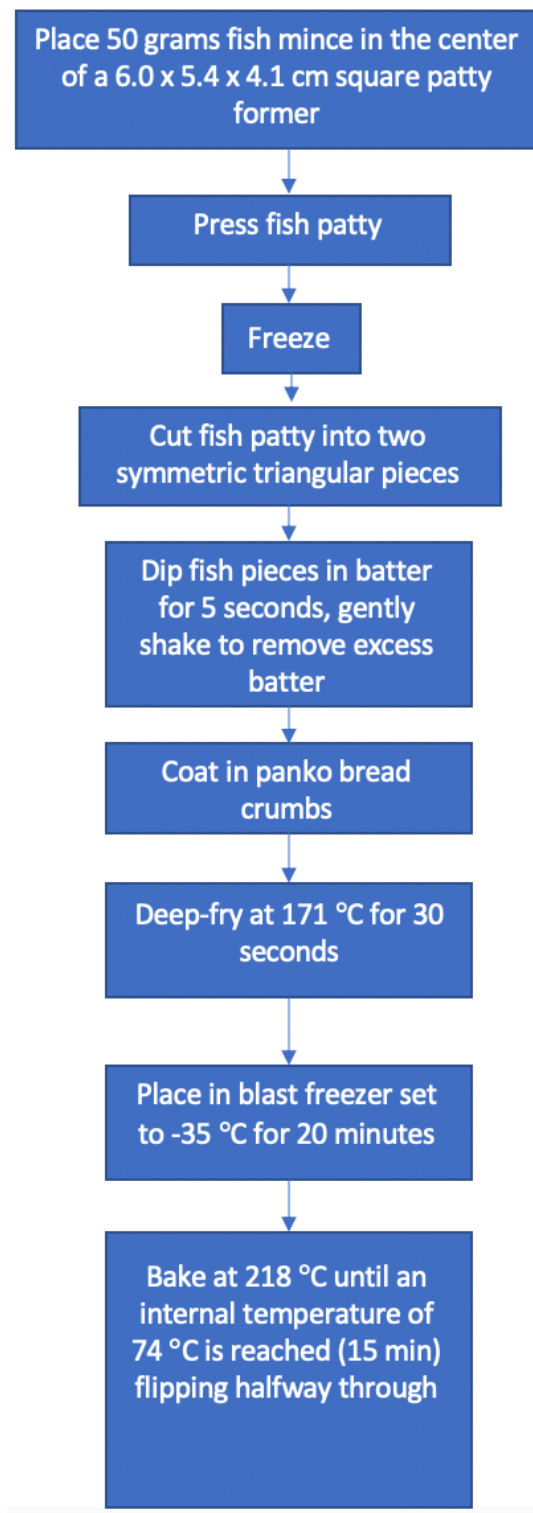 Place 50 grams fish mince in the center
of a 6.0 x 5.4 x 4.1 cm square patty
former
Press fish patty
Freeze
Cut fish patty into two
symmetric triangular pieces
Dip fish pieces in batter
for 5 seconds, gently
shake to remove excess
batter
Coat in panko bread
crumbs
Deep-fry at 171 °C for 30
seconds
Place in blast freezer set
to -35 °C for 20 minutes
Bake at 218 °C until an
internal temperature of
74 °C is reached (15 min)
flipping halfway through